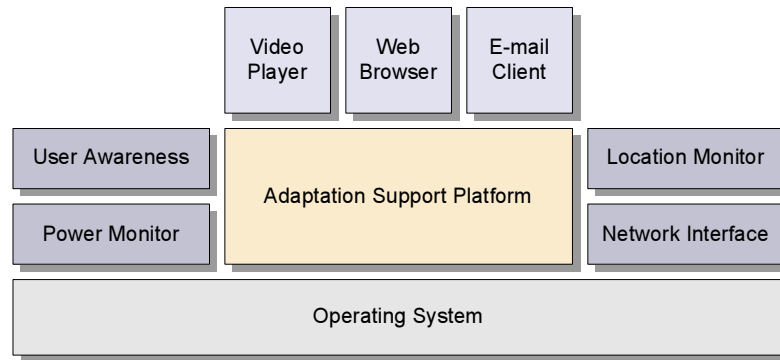 Video
Player
Web
Browser
E-mail
Client
User Awareness
Adaptation Support Platform
Location Monitor
Power Monitor
Network Interface
Operating System